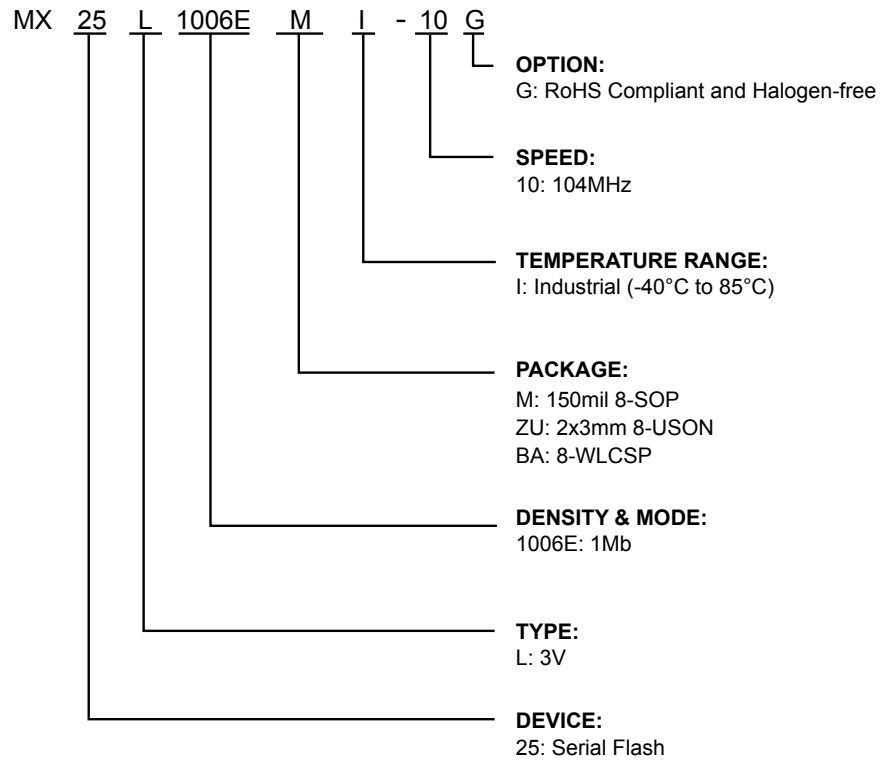 MX 25 L 1006E M I - 10 G
OPTION:
G: RoHS Compliant and Halogen-free
SPEED:
10: 104MHz
TEMPERATURE RANGE:
I: Industrial (-40°C to 85°C)
PACKAGE:
M: 150mil 8-SOP
ZU: 2x3mm 8-USON
BA: 8-WLCSP
DENSITY & MODE:
1006E: 1Mb
TYPE:
L: 3V
DEVICE:
25: Serial Flash